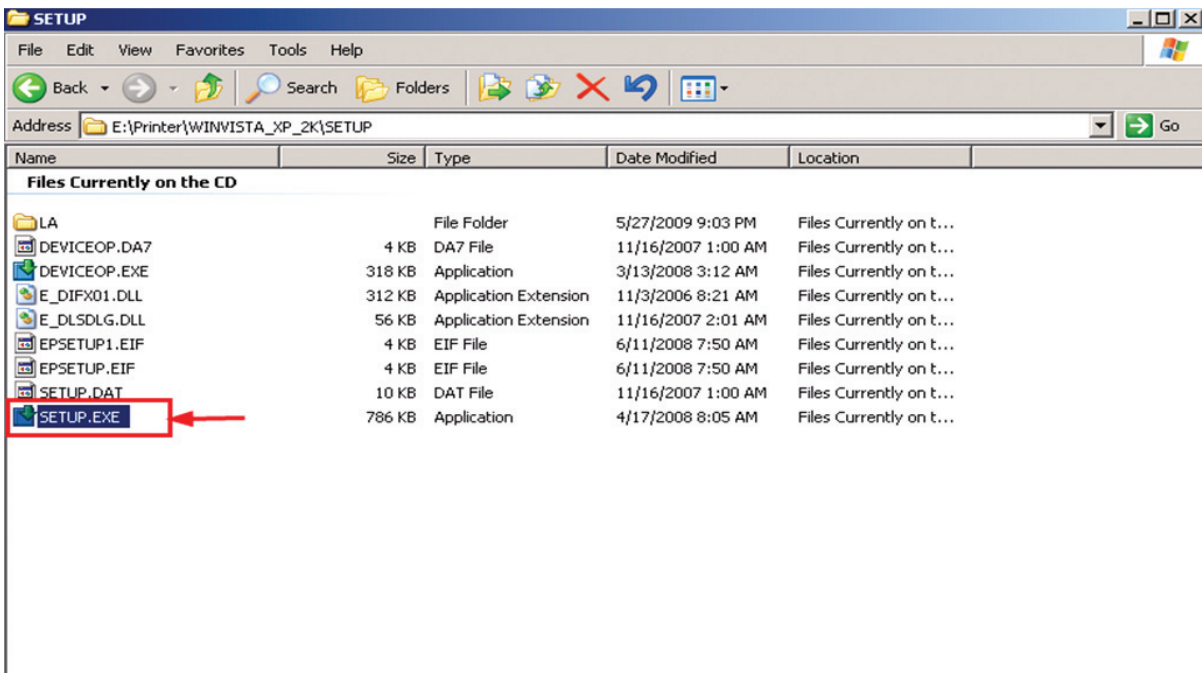 SETUP
File Edit View Favorites Tools Help
Back Search Folders
Address E:\Printer\WINVISTA_XP_2K\SETUP Go
Name Size Type Date Modified Location
Files Currently on the CD
LA File Folder 5/27/2009 9:03 PM Files Currently on t...
DEVICEOP.DA7 4 KB DA7 File 11/16/2007 1:00 AM Files Currently on t...
DEVICEOP.EXE 318 KB Application 3/13/2008 3:12 AM Files Currently on t...
E_DIFX01.DLL 312 KB Application Extension 11/3/2006 8:21 AM Files Currently on t...
E_DLSDLG.DLL 56 KB Application Extension 11/16/2007 2:01 AM Files Currently on t...
EPSETUP1.EIF 4 KB EIF File 6/11/2008 7:50 AM Files Currently on t...
EPSETUP.EIF 4 KB EIF File 6/11/2008 7:50 AM Files Currently on t...
SETUP.DAT 10 KB DAT File 11/16/2007 1:00 AM Files Currently on t...
SETUP.EXE 786 KB Application 4/17/2008 8:05 AM Files Currently on t...